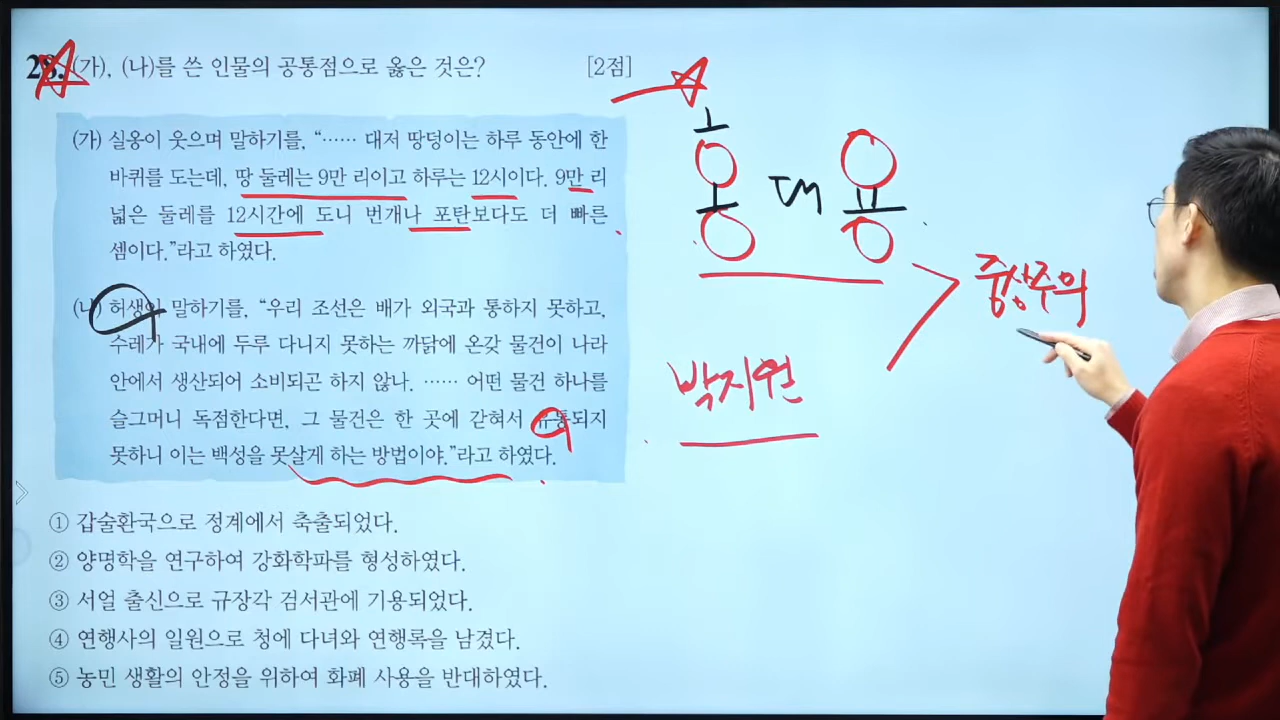 28. (가), (나)를 쓴 인물의 공통점으로 옳은 것은? [2점]
(가) 실옹이 웃으며 말하기를, “…… 대저 땅덩이는 하루 동안에 한
바퀴를 도는데, 땅 둘레는 9만 리이고 하루는 12시이다. 9만 리
넓은 둘레를 12시간에 도니 번개나 포탄보다도 더 빠른
셈이다.”라고 하였다.
(나) 허생이 말하기를, “우리 조선은 배가 외국과 통하지 못하고,
수레가 국내에 두루 다니지 못하는 까닭에 온갖 물건이 나라
안에서 생산되어 소비되곤 하지 않나. …… 어떤 물건 하나를
슬그머니 독점한다면, 그 물건은 한 곳에 갇혀서 유통되지
못하니 이는 백성을 못살게 하는 방법이야.”라고 하였다.
① 갑술환국으로 정계에서 축출되었다.
② 양명학을 연구하여 강화학파를 형성하였다.
③ 서얼 출신으로 규장각 검서관에 기용되었다.
④ 연행사의 일원으로 청에 다녀와 연행록을 남겼다.
⑤ 농민 생활의 안정을 위하여 화폐 사용을 반대하였다.
홍대용
중상주의
박지원